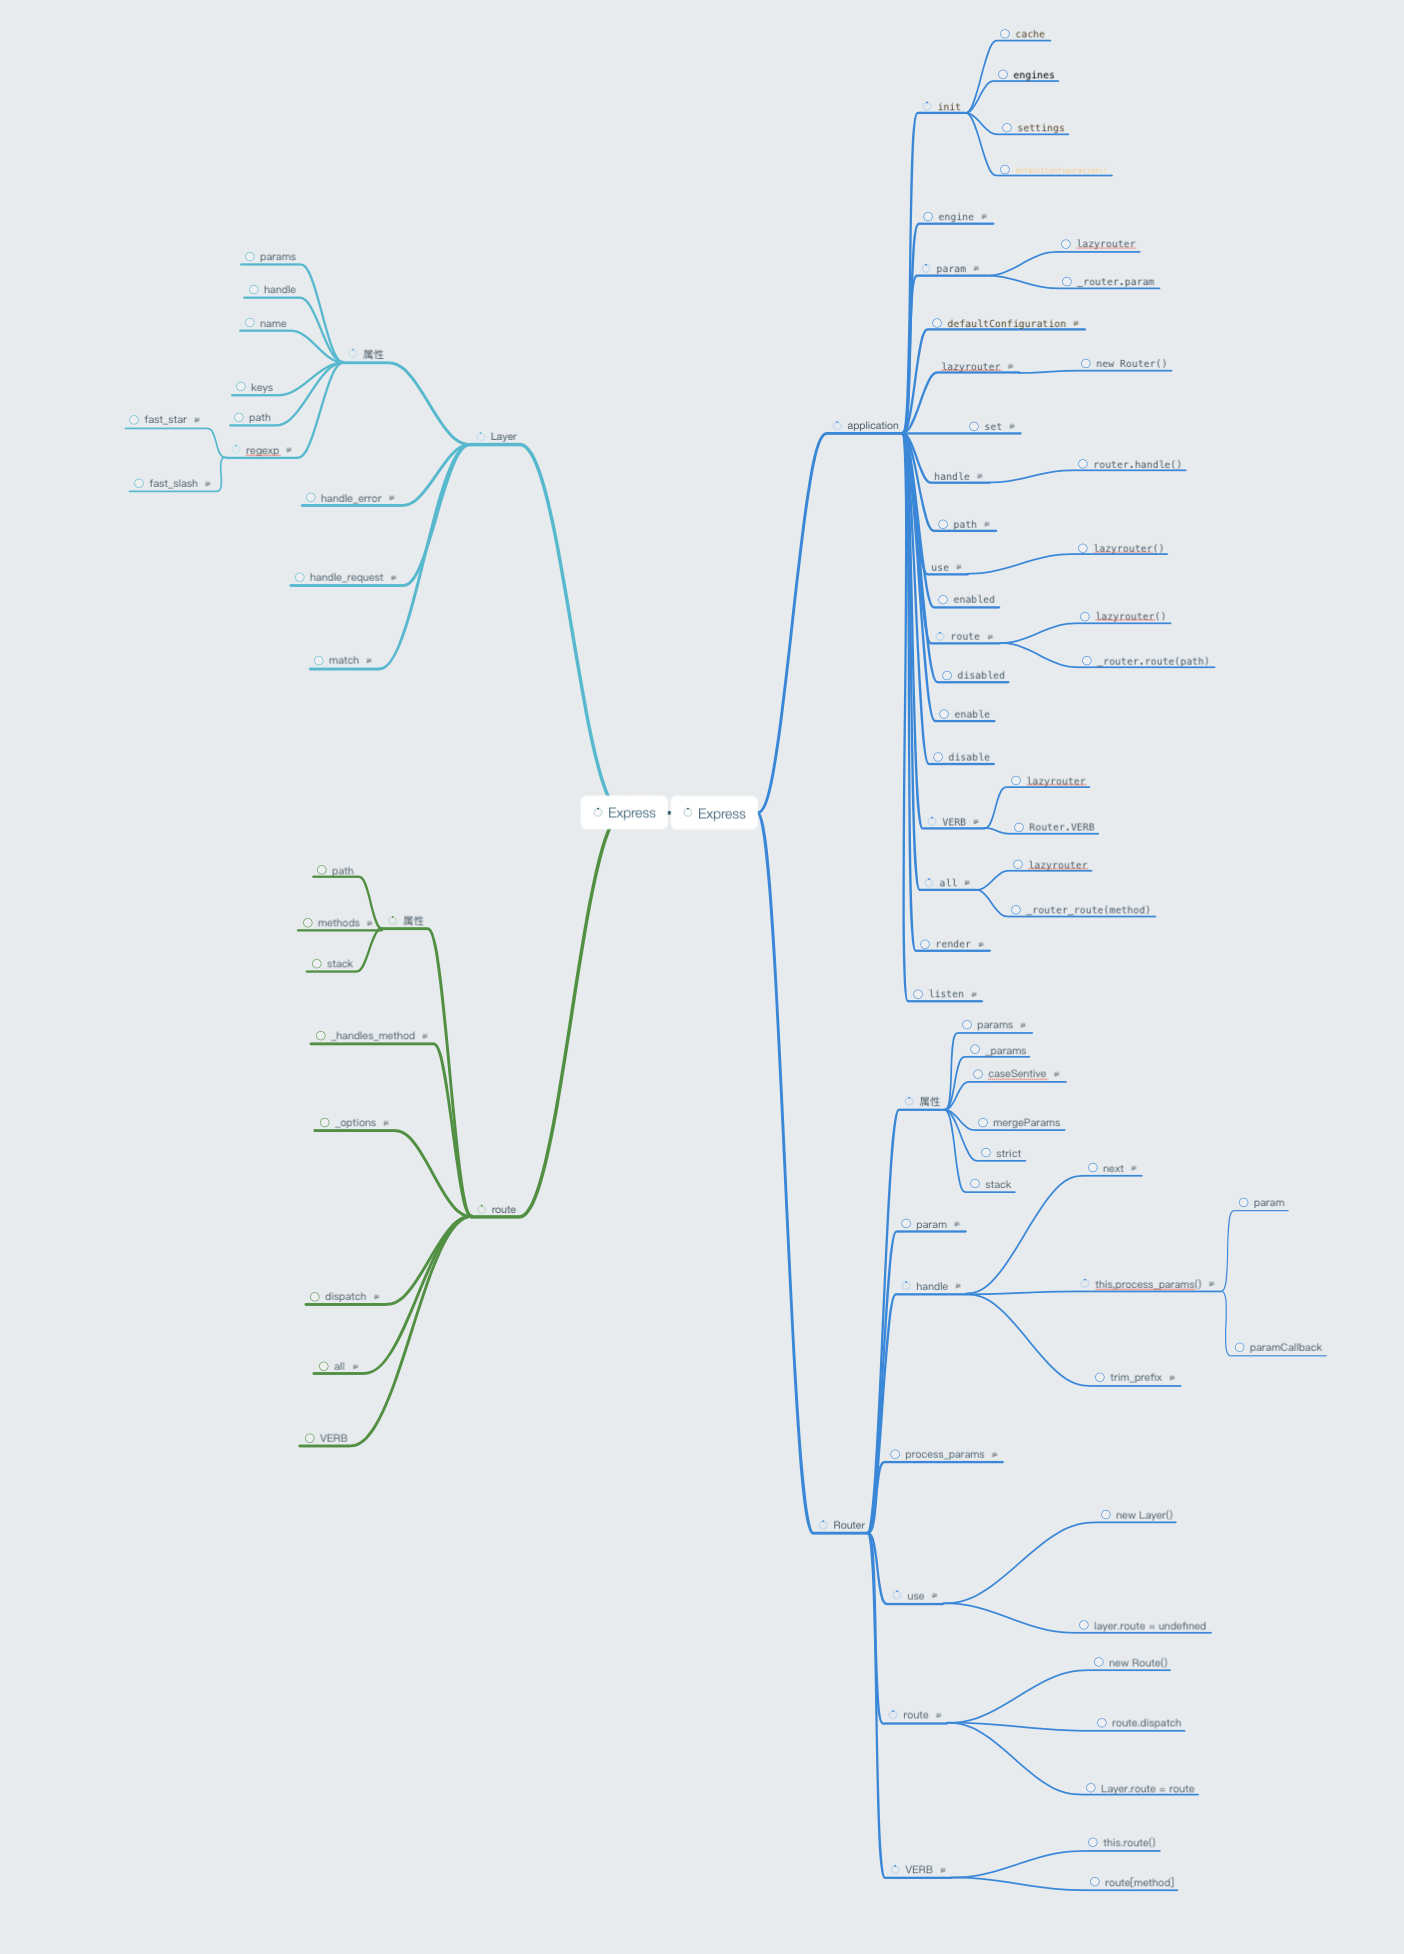 Express
Express
application
init
cache
engines
settings
defaultConfiguration()
engine
param
lazyrouter
_router.param
defaultConfiguration
lazyrouter
new Router()
set
handle
router.handle()
path
use
lazyrouter()
enabled
route
lazyrouter()
_router.route(path)
disabled
enable
disable
VERB
lazyrouter
Router.VERB
all
lazyrouter
_router_route(method)
render
listen
Router
属性
params
_params
caseSentive
mergeParams
strict
stack
param
handle
next
this.process_params()
param
paramCallback
trim_prefix
process_params
use
new Layer()
layer.route = undefined
route
new Route()
route.dispatch
Layer.route = route
VERB
this.route()
route[method]
Layer
属性
params
handle
name
keys
path
regexp
fast_star
fast_slash
handle_error
handle_request
match
route
属性
path
methods
stack
_handles_method
_options
dispatch
all
VERB